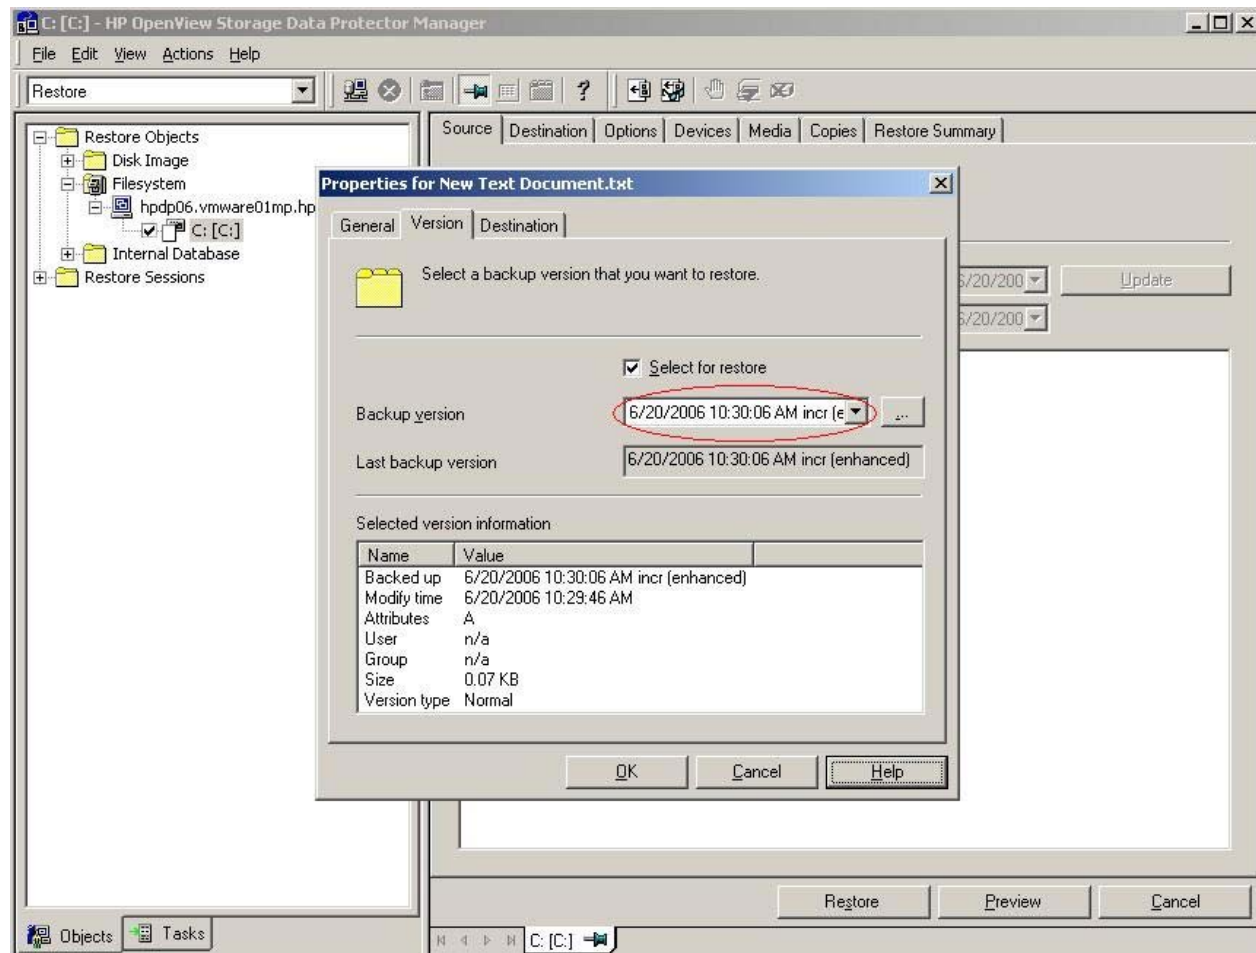 C: [C:] - HP OpenView Storage Data Protector Manager
File Edit View Actions Help
Restore
Source Destination Options Devices Media Copies Restore Summary
Restore Objects
Disk Image
Filesystem
hpdp06.vmware01mp.hp
C: [C:]
Internal Database
Restore Sessions
6/20/200 Update
6/20/200
Properties for New Text Document.txt
General Version Destination
Select a backup version that you want to restore.
Select for restore
Backup version 6/20/2006 10:30:06 AM incr (e ...
Last backup version 6/20/2006 10:30:06 AM incr (enhanced)
Selected version information
Name Value
Backed up 6/20/2006 10:30:06 AM incr (enhanced)
Modify time 6/20/2006 10:29:46 AM
Attributes A
User n/a
Group n/a
Size 0.07 KB
Version type Normal
OK Cancel Help
Restore Preview Cancel
Objects Tasks
C: [C:]